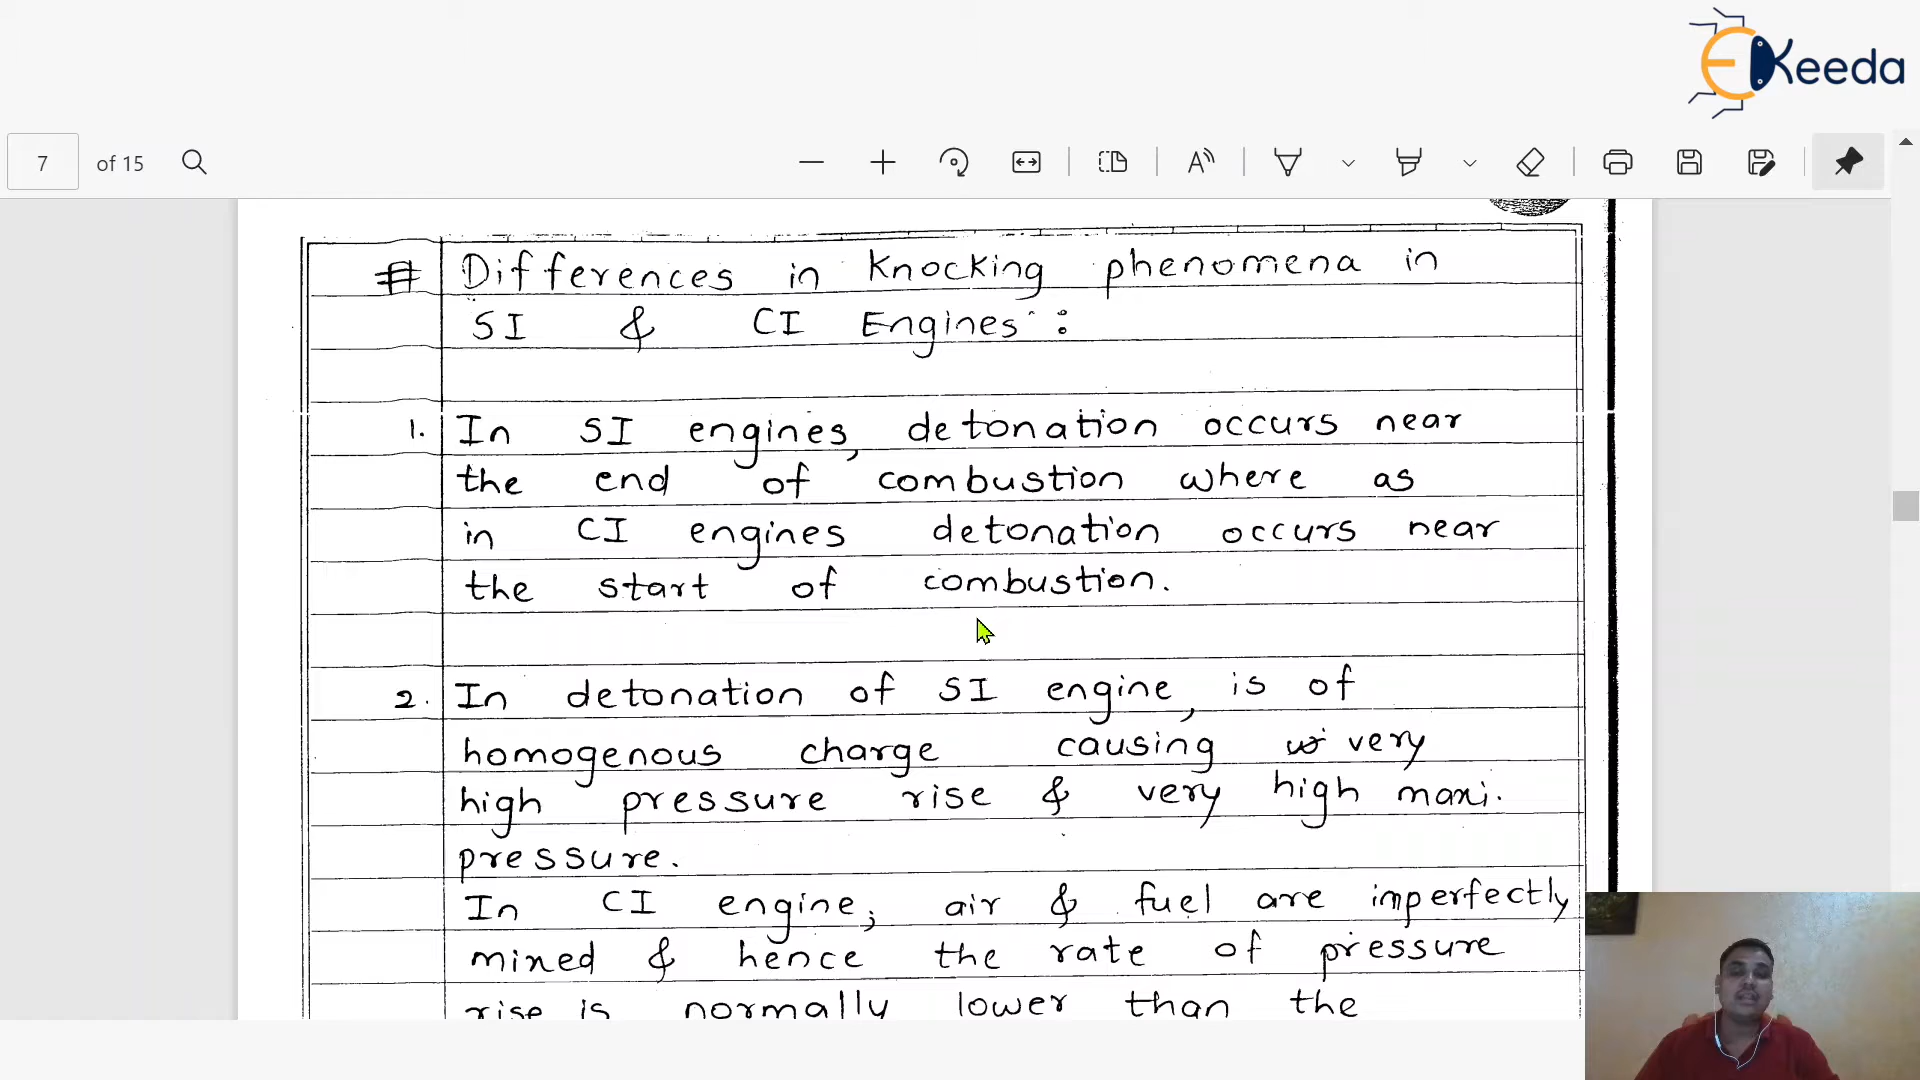 EKeeda
7 of 15
# Differences in Knocking phenomena in
SI & CI Engines :
1. In SI engines, detonation occurs near
the end of combustion where as
in CI engines detonation occurs near
the start of combustion.
2. In detonation of SI engine, is of
homogenous charge causing very
high pressure rise & very high maxi.
pressure.
In CI engine, air & fuel are imperfectly
mixed & hence the rate of pressure
rise is normally lower than the